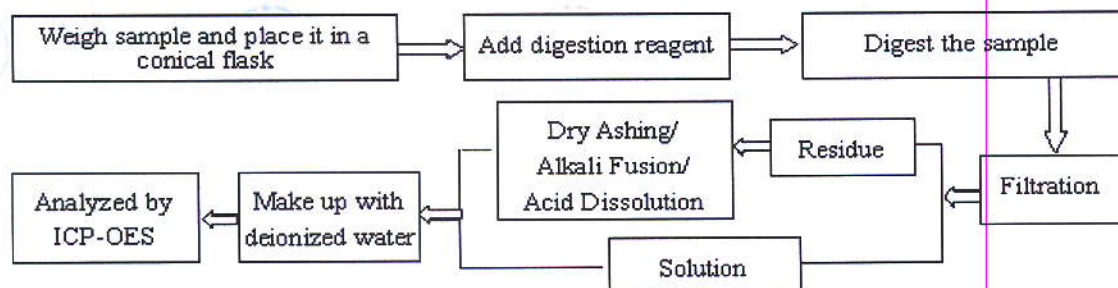 Weigh sample and place it in a
conical flask
Add digestion reagent
Digest the sample
Filtration
Residue
Dry Ashing/
Alkali Fusion/
Acid Dissolution
Solution
Make up with
deionized water
Analyzed by
ICP-OES